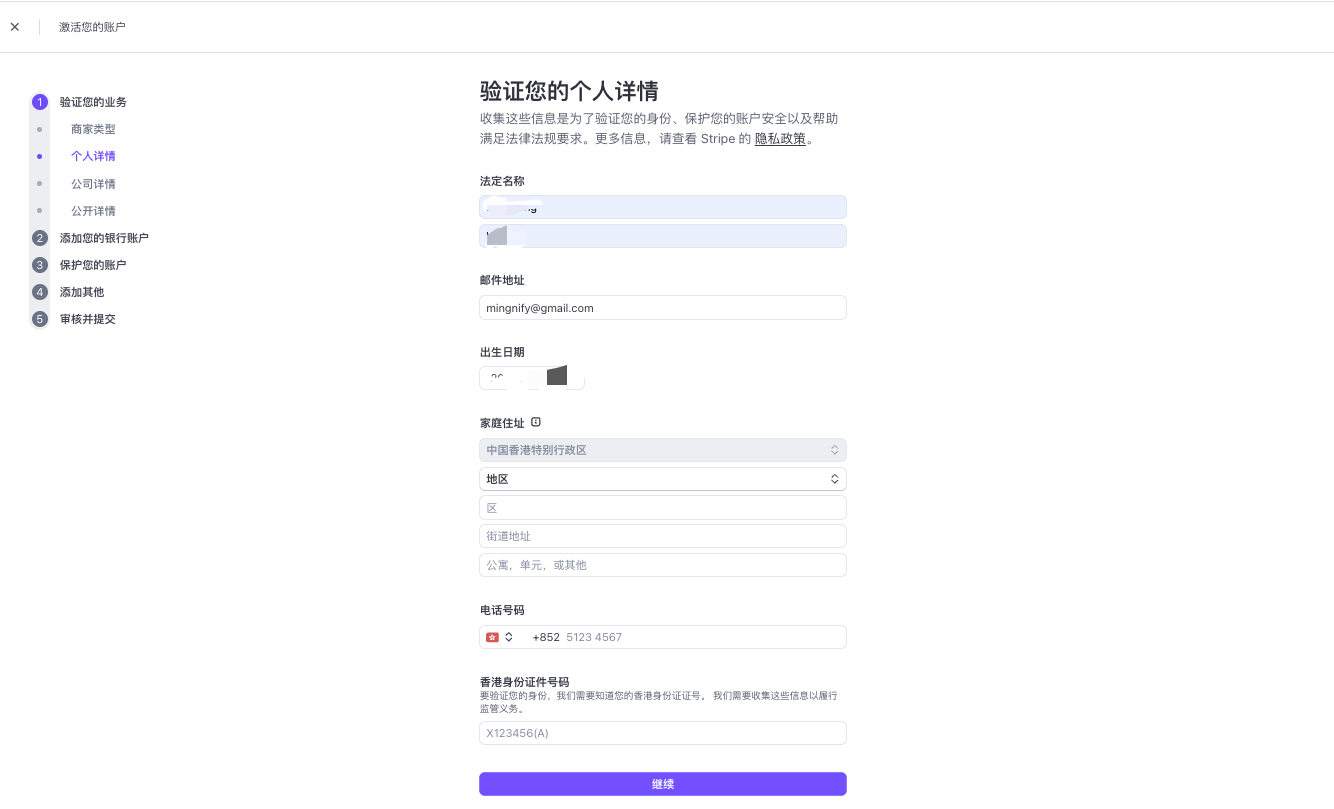 激活您的账户
1 验证您的业务
商家类型
个人详情
公司详情
公开详情
2 添加您的银行账户
3 保护您的账户
4 添加其他
5 审核并提交
验证您的个人详情
收集这些信息是为了验证您的身份、保护您的账户安全以及帮助
满足法律法规要求。更多信息，请查看 Stripe 的 隐私政策。
法定名称
邮件地址
mingnify@gmail.com
出生日期
家庭住址
中国香港特别行政区
地区
区
街道地址
公寓，单元，或其他
电话号码
+852 5123 4567
香港身份证件号码
要验证您的身份，我们需要知道您的香港身份证证号。 我们需要收集这些信息以履行
监管义务。
X123456(A)
继续